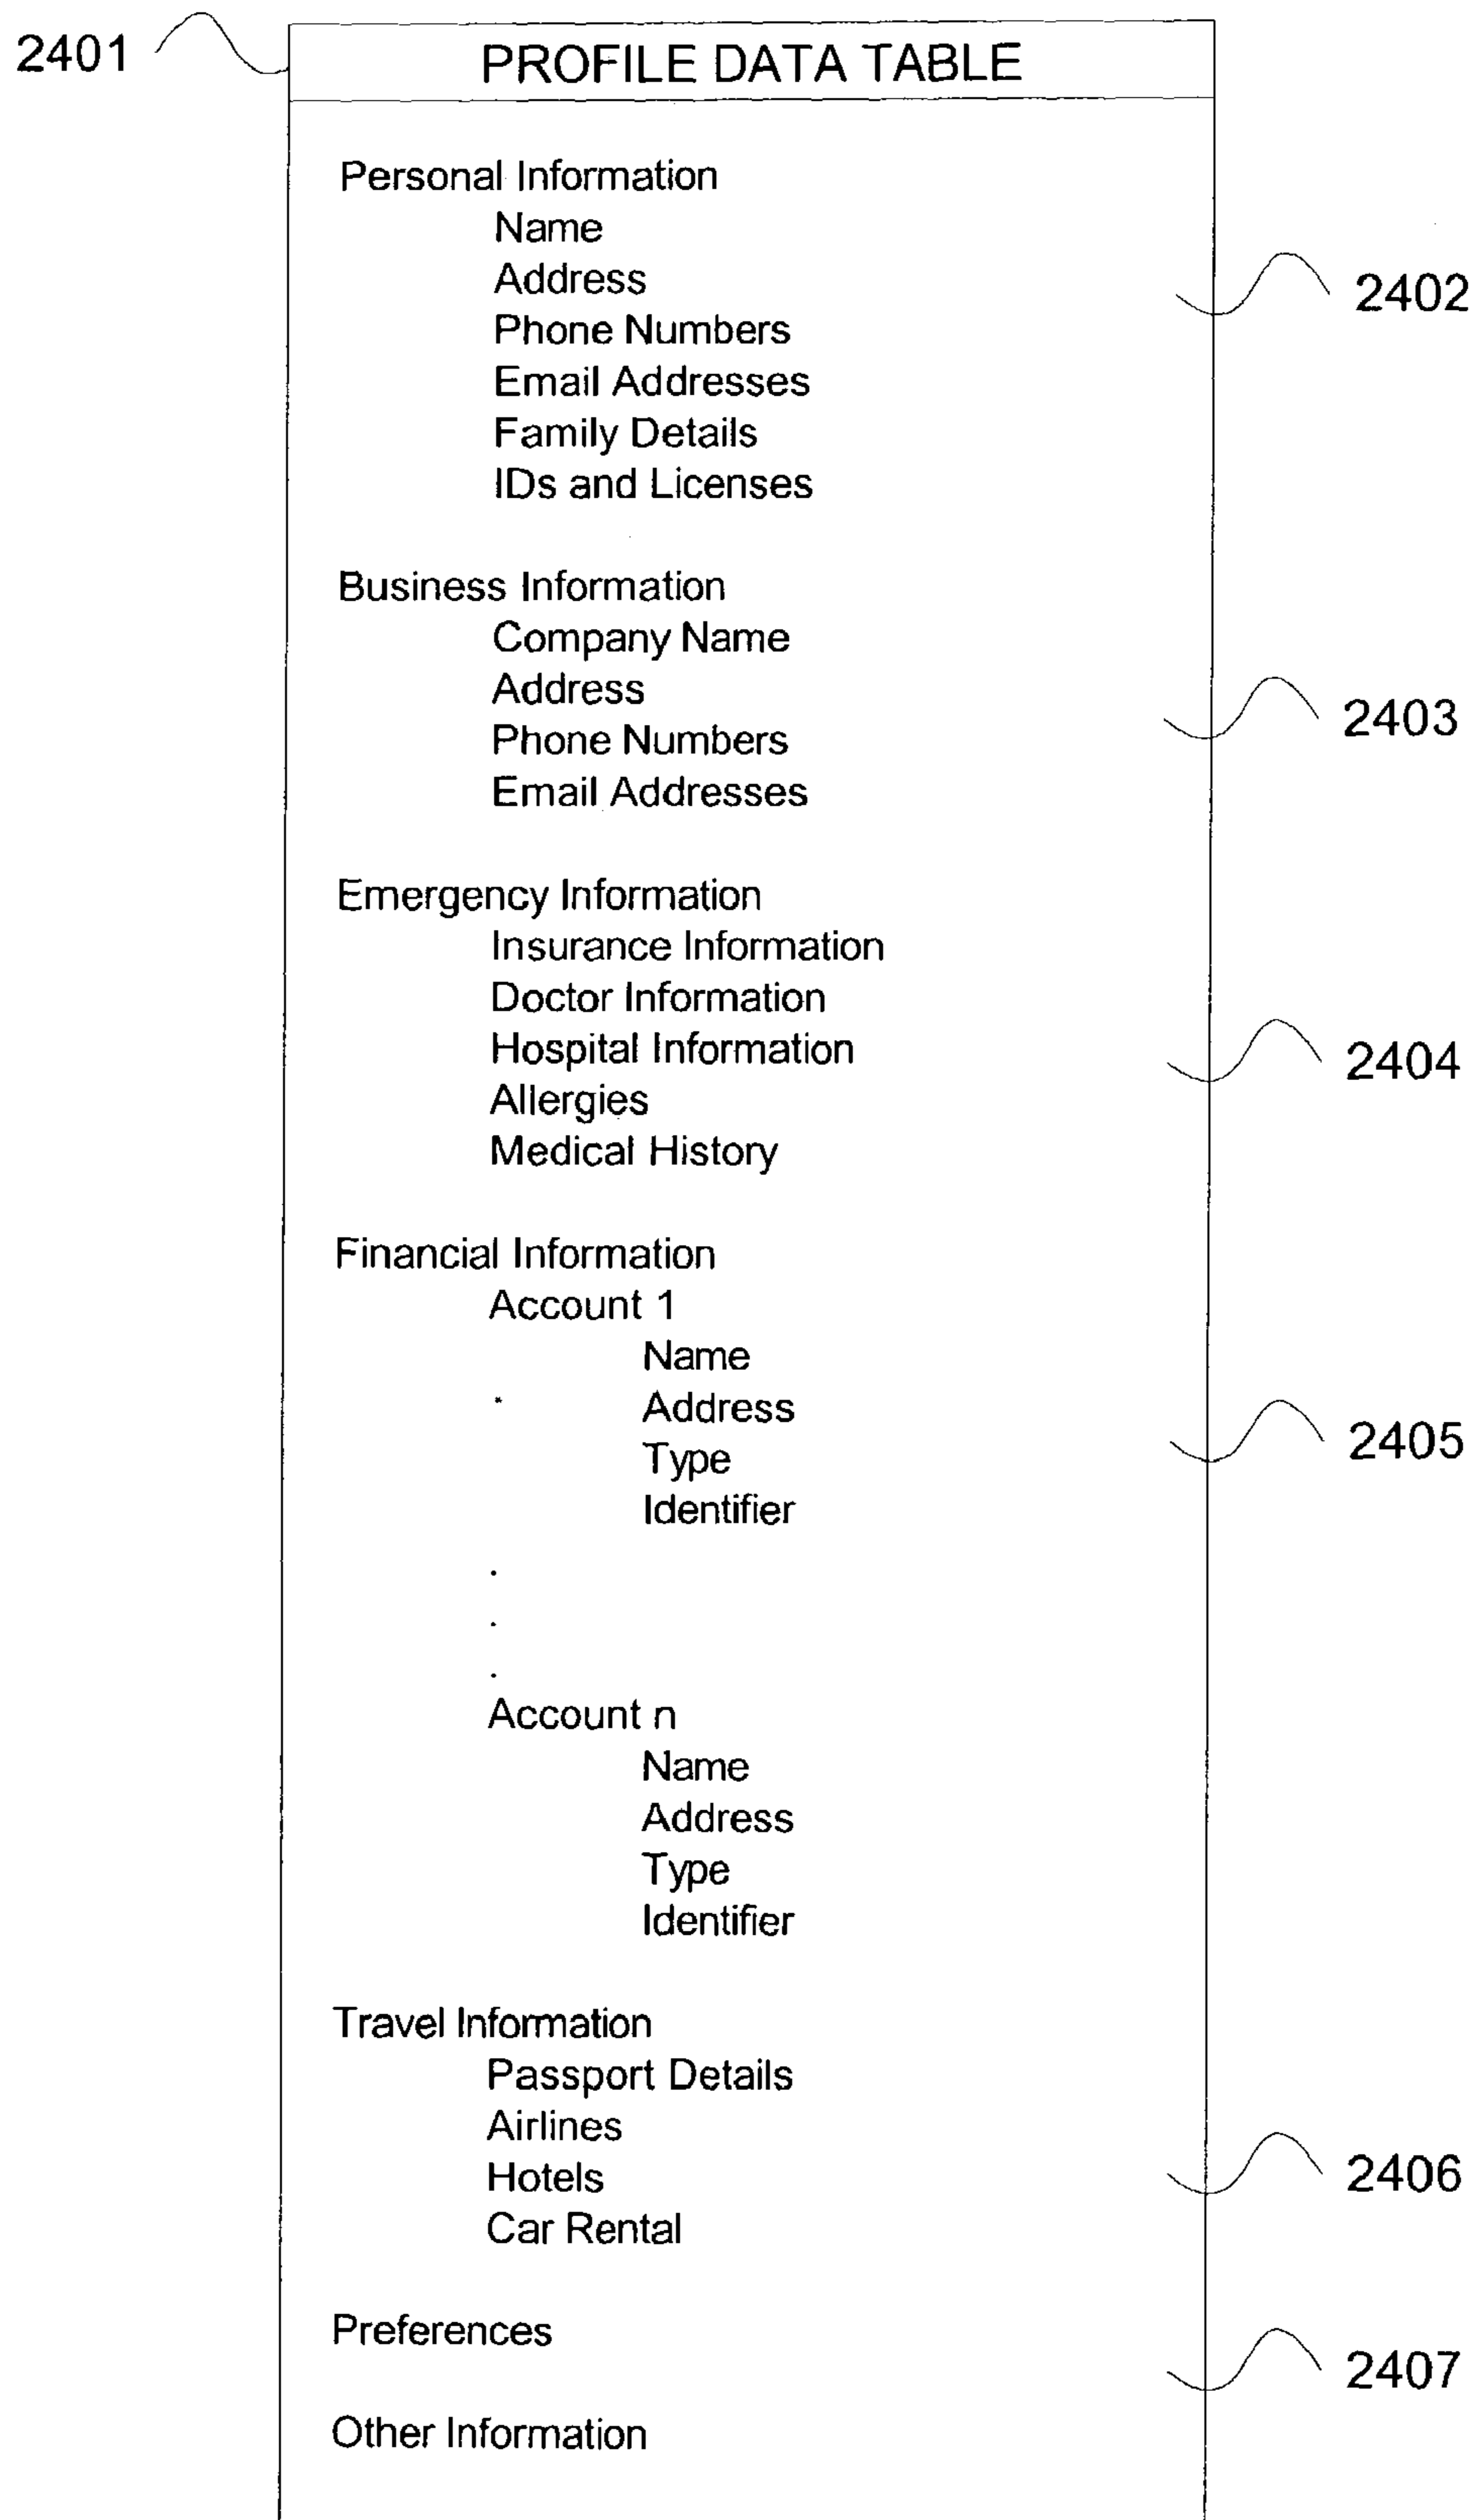 2401
PROFILE DATA TABLE
Personal Information
Name
Address
2402
Phone Numbers
Email Addresses
Family Details
IDs and Licenses
Business Information
Company Name
Address
2403
Phone Numbers
Email Addresses
Emergency Information
Insurance Information
Doctor Information
Hospital Information
2404
Allergies
Medical History
Financial Information
Account 1
Name
Address
2405
Type
Identifier
.
.
.
Account n
Name
Address
Type
Identifier
Travel Information
Passport Details
Airlines
Hotels
2406
Car Rental
Preferences
2407
Other Information